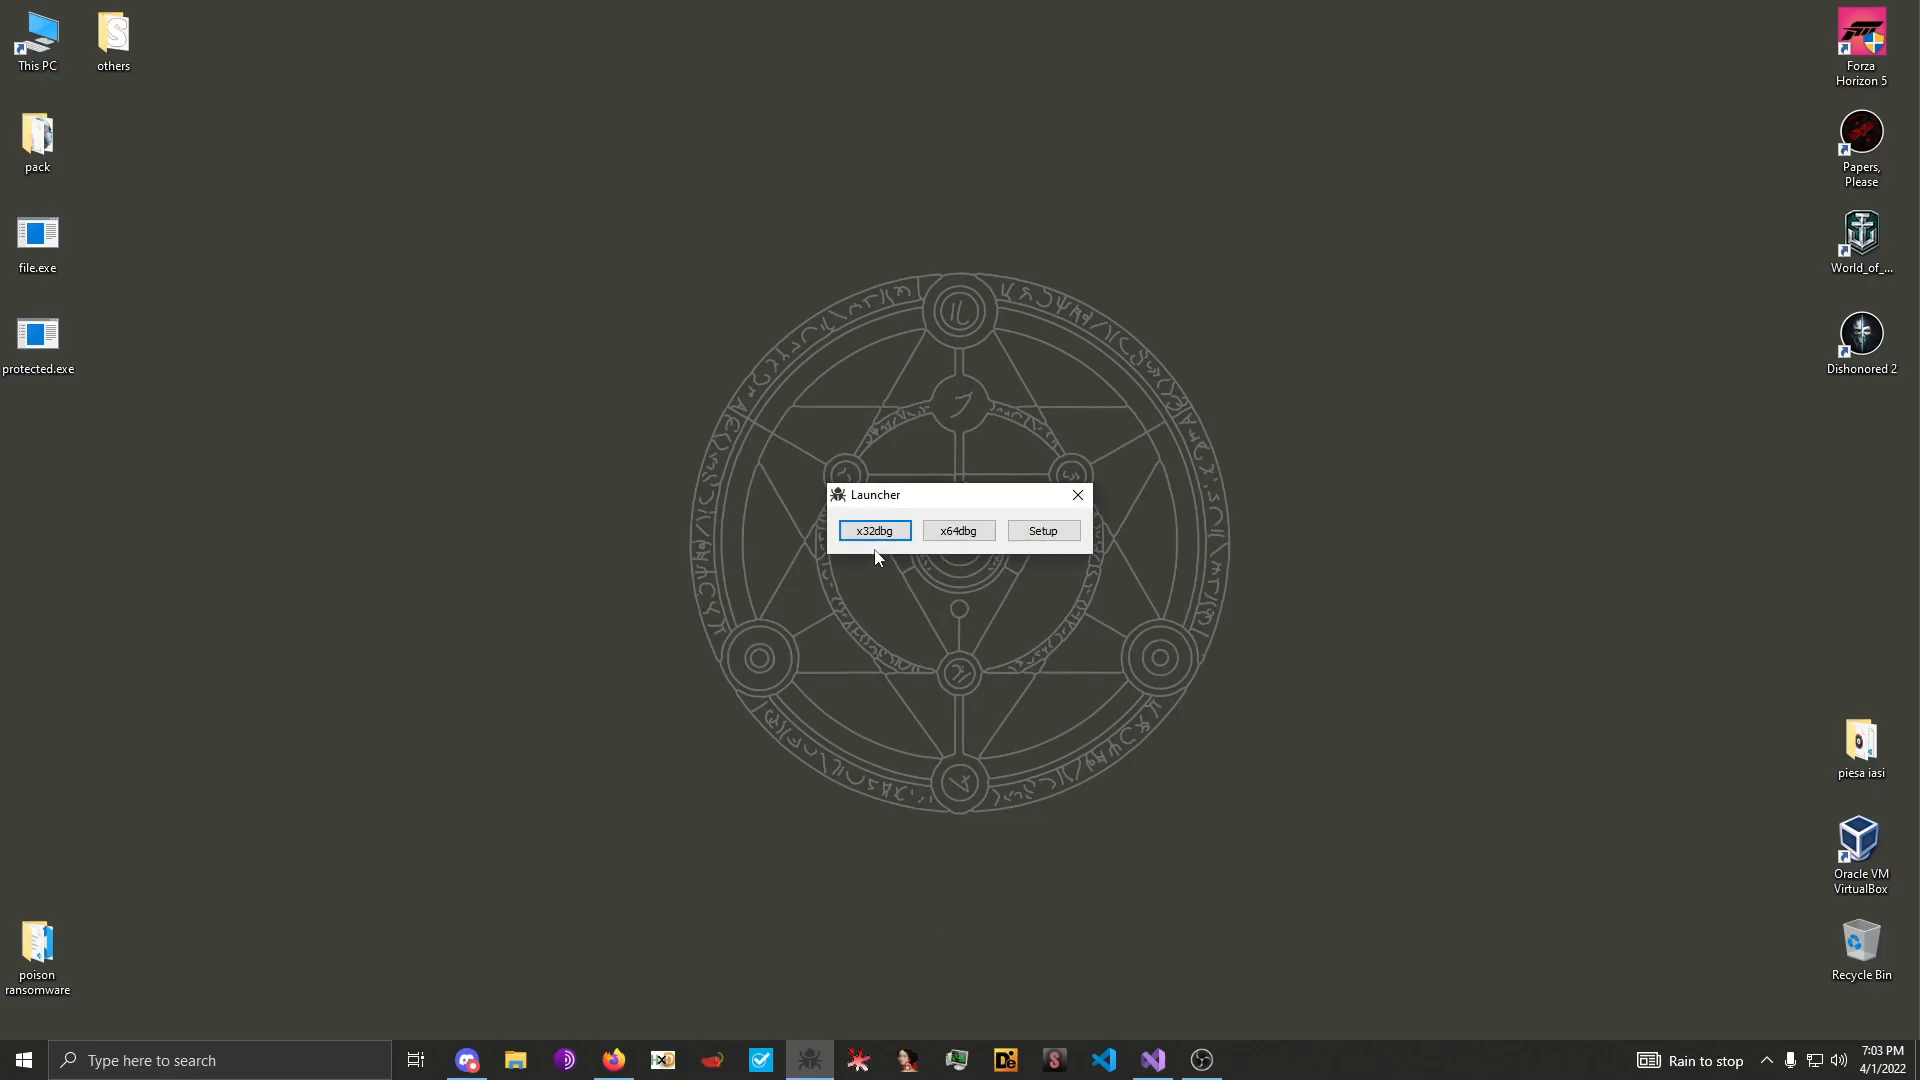 This PC
others
pack
file.exe
protected.exe
poison
ransomware
Forza
Horizon 5
Papers,
Please
World_of_...
Dishonored 2
piesa iasi
Oracle VM
VirtualBox
Recycle Bin
Launcher
x32dbg
x64dbg
Setup
Type here to search
Rain to stop
7:03 PM
4/1/2022